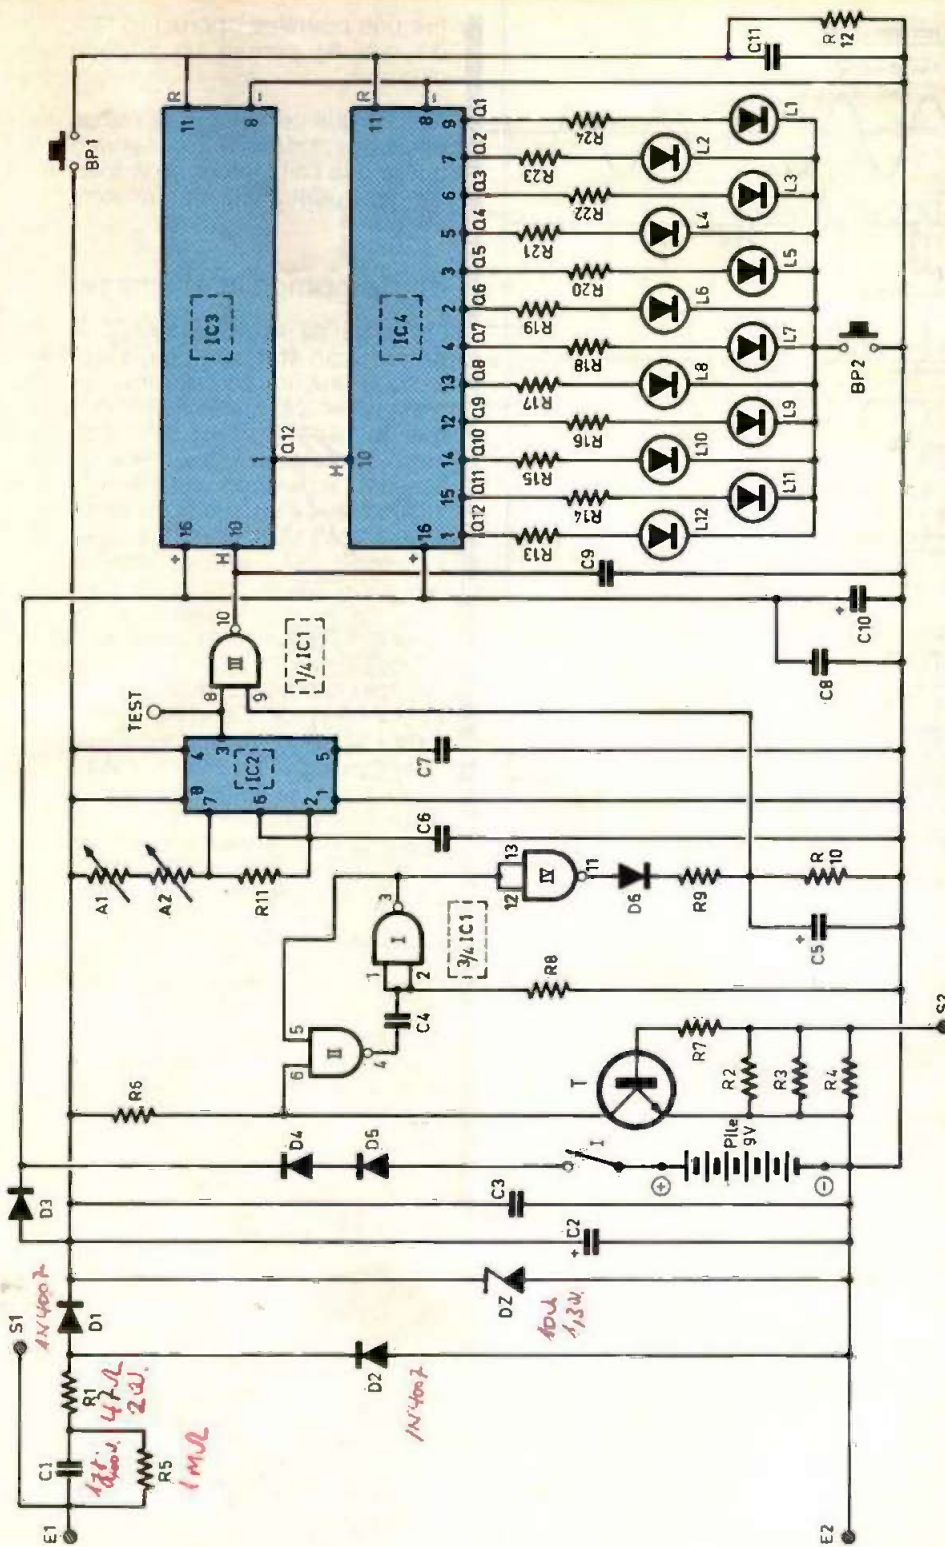 E1
C1
R5
1MΩ
S1
R1
47Ω
2W.
1N4007
D1
D2
1N4007
DZ
10V
1,3W.
D3
C2
+
C3
D4
D5
I
Pile
9V
+
−
E2
S2
R6
T
R7
R2
R3
R4
6
5
II
4
C4
1
2
I
3
3/4 IC1
R8
12
13
IV
11
D6
R9
R
10
C5
+
A1
A2
R11
8
4
7
6
2
3
IC2
1
5
C6
C7
TEST
8
9
III
10
1/4 IC1
+
16
H
10
IC3
11
R
8
−
1
Q12
H
10
IC4
+
16
11
R
8
−
1
15
14
12
13
4
2
3
5
6
7
9
Q12
Q11
Q10
Q9
Q8
Q7
Q6
Q5
Q4
Q3
Q2
Q1
R13
R14
R15
R16
R17
R18
R19
R20
R21
R22
R23
R24
L12
L11
L10
L9
L8
L7
L6
L5
L4
L3
L2
L1
C8
C9
C10
+
BP1
BP2
C11
R
12